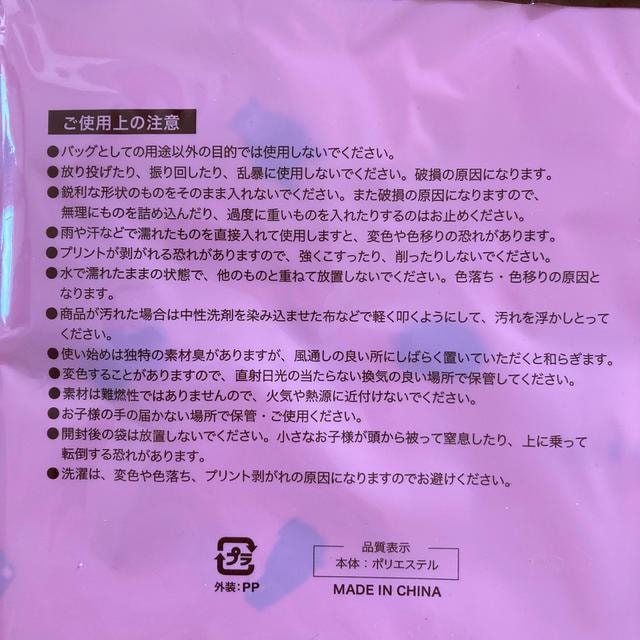 ご使用上の注意
●バッグとしての用途以外の目的では使用しないでください。
●放り投げたり、振り回したり、乱暴に使用しないでください。破損の原因になります。
●鋭利な形状のものをそのまま入れないでください。また破損の原因になりますので、
無理にものを詰め込んだり、過度に重いものを入れたりするのはお止めください。
●雨や汗などで濡れたものを直接入れて使用しますと、変色や色移りの恐れがあります。
●プリントが剥がれる恐れがありますので、強くこすったり、削ったりしないでください。
●水で濡れたままの状態で、他のものと重ねて放置しないでください。色落ち・色移りの原因と
なります。
●商品が汚れた場合は中性洗剤を染み込ませた布などで軽く叩くようにして、汚れを浮かしとって
ください。
●使い始めは独特の素材臭がありますが、風通しの良い所にしばらく置いていただくと和らぎます。
●変色することがありますので、直射日光の当たらない換気の良い場所で保管してください。
●素材は難燃性ではありませんので、火気や熱源に近付けないでください。
●お子様の手の届かない場所で保管・ご使用ください。
●開封後の袋は放置しないでください。小さなお子様が頭から被って窒息したり、上に乗って
転倒する恐れがあります。
●洗濯は、変色や色落ち、プリント剥がれの原因になりますのでお避けください。
プラ
外装:PP
品質表示
本体:ポリエステル
MADE IN CHINA